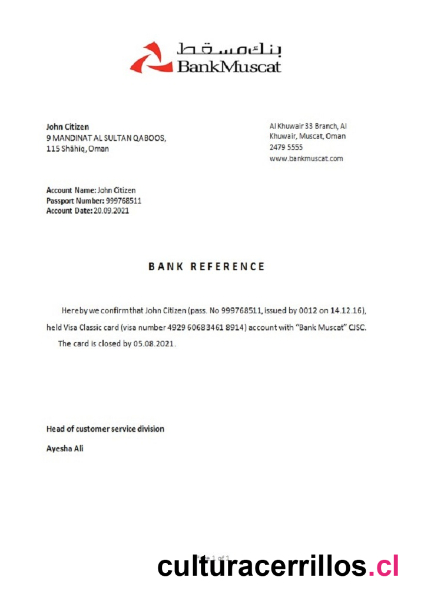 بنك مسقط
BankMuscat
John Citizen
9 MANDINAT AL SULTAN QABOOS,
115 Shāhiq, Oman
Al Khuwair 33 Branch, Al
Khuwair, Muscat, Oman
2479 5555
www.bankmuscat.com
Account Name: John Citizen
Passport Number: 999768511
Account Date: 20.09.2021
BANK REFERENCE
Hereby we confirm that John Citizen (pass. No 999768511, issued by 0012 on 14.12.16),
held Visa Classic card (visa number 4929 6068 3461 8914) account with "Bank Muscat" CJSC.
The card is closed by 05.08.2021.
Head of customer service division
Ayesha Ali
culturacerrillos.cl